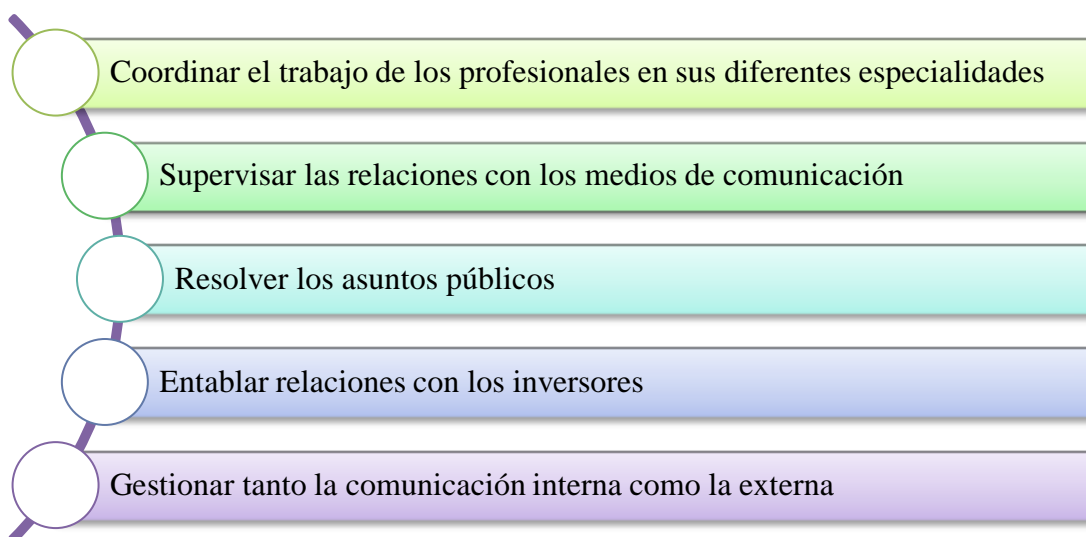 Coordinar el trabajo de los profesionales en sus diferentes especialidades
Supervisar las relaciones con los medios de comunicación
Resolver los asuntos públicos
Entablar relaciones con los inversores
Gestionar tanto la comunicación interna como la externa